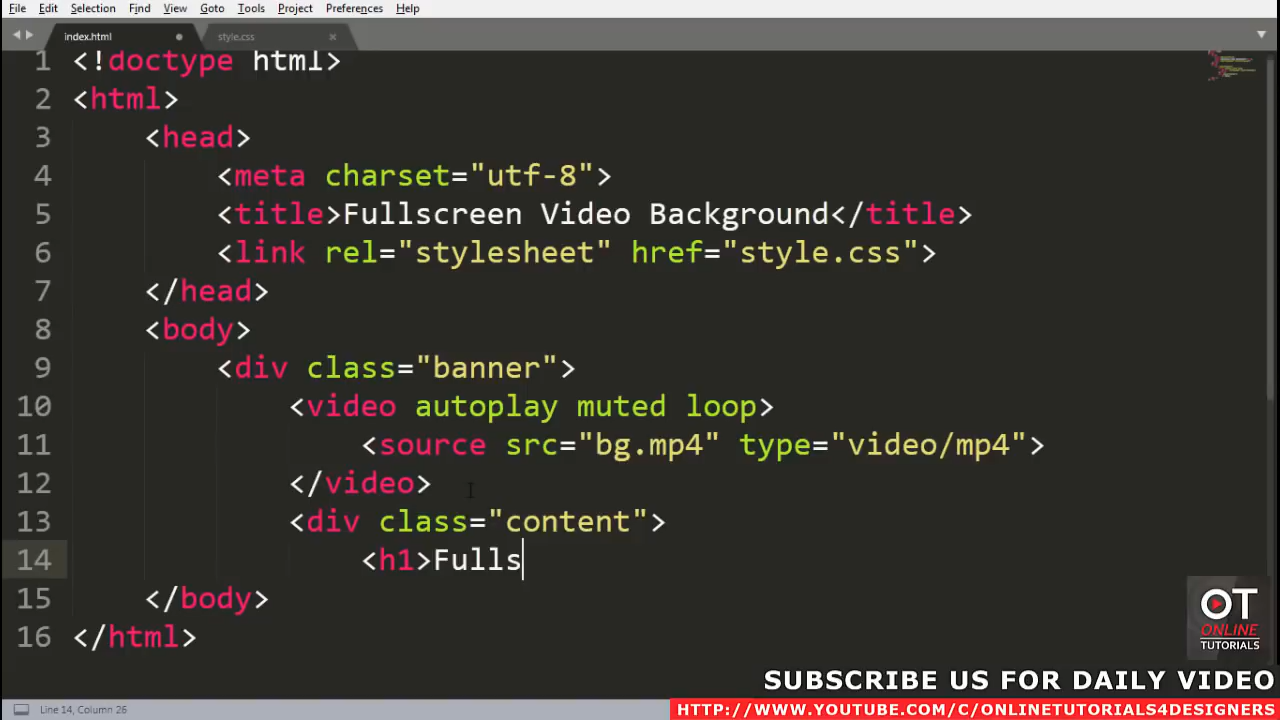 File Edit Selection Find View Goto Tools Project Preferences Help
index.html style.css
1 <!doctype html>
2 <html>
3 <head>
4 <meta charset="utf-8">
5 <title>Fullscreen Video Background</title>
6 <link rel="stylesheet" href="style.css">
7 </head>
8 <body>
9 <div class="banner">
10 <video autoplay muted loop>
11 <source src="bg.mp4" type="video/mp4">
12 </video>
13 <div class="content">
14 <h1>Fulls
15 </body>
16 </html>
OT
ONLINE
TUTORIALS
SUBSCRIBE US FOR DAILY VIDEO
Line 14, Column 26
HTTP://WWW.YOUTUBE.COM/C/ONLINETUTORIALS4DESIGNERS